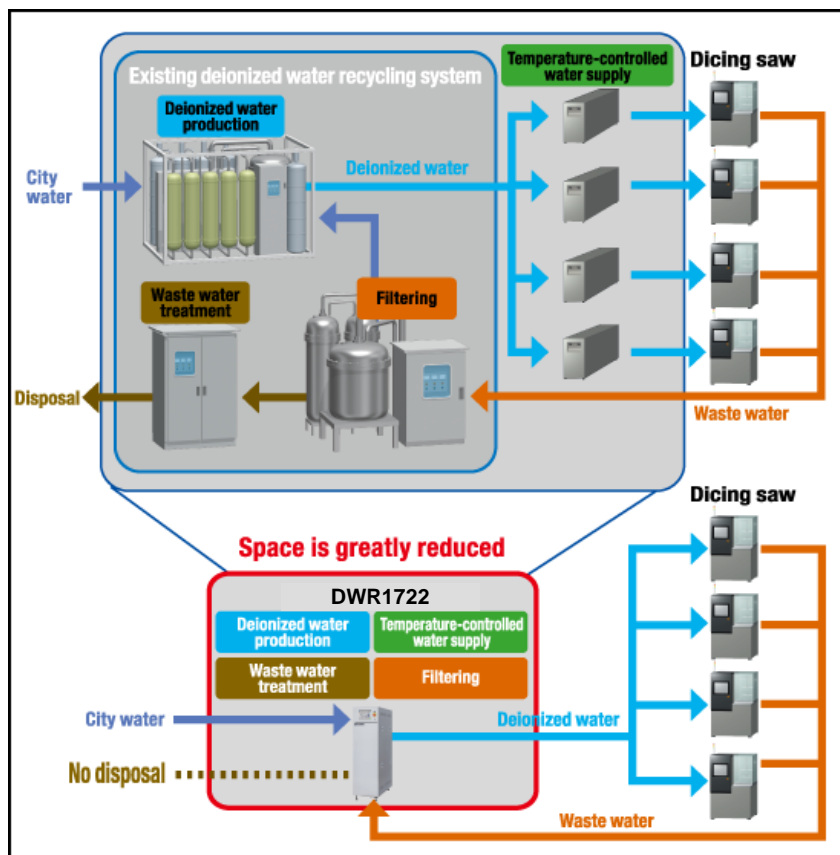 Temperature-controlled
water supply
Dicing saw
Existing deionized water recycling system
Deionized water
production
City
water
Deionized water
Waste water
treatment
Filtering
Disposal
Waste water
Dicing saw
Space is greatly reduced
DWR1722
Deionized water
production
Temperature-controlled
water supply
Waste water
treatment
Filtering
City water
Deionized water
No disposal
Waste water